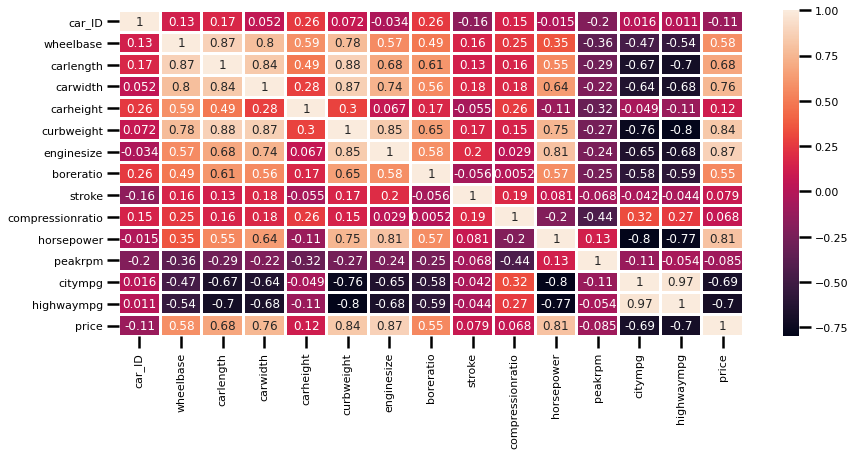 car_ID 1 0.13 0.17 0.052 0.26 0.072 -0.034 0.26 -0.16 0.15 -0.015 -0.2 0.016 0.011 -0.11
wheelbase 0.13 1 0.87 0.8 0.59 0.78 0.57 0.49 0.16 0.25 0.35 -0.36 -0.47 -0.54 0.58
carlength 0.17 0.87 1 0.84 0.49 0.88 0.68 0.61 0.13 0.16 0.55 -0.29 -0.67 -0.7 0.68
carwidth 0.052 0.8 0.84 1 0.28 0.87 0.74 0.56 0.18 0.18 0.64 -0.22 -0.64 -0.68 0.76
carheight 0.26 0.59 0.49 0.28 1 0.3 0.067 0.17 -0.055 0.26 -0.11 -0.32 -0.049 -0.11 0.12
curbweight 0.072 0.78 0.88 0.87 0.3 1 0.85 0.65 0.17 0.15 0.75 -0.27 -0.76 -0.8 0.84
enginesize -0.034 0.57 0.68 0.74 0.067 0.85 1 0.58 0.2 0.029 0.81 -0.24 -0.65 -0.68 0.87
boreratio 0.26 0.49 0.61 0.56 0.17 0.65 0.58 1 -0.056 0.0052 0.57 -0.25 -0.58 -0.59 0.55
stroke -0.16 0.16 0.13 0.18 -0.055 0.17 0.2 -0.056 1 0.19 0.081 -0.068 -0.042 -0.044 0.079
compressionratio 0.15 0.25 0.16 0.18 0.26 0.15 0.029 0.0052 0.19 1 -0.2 -0.44 0.32 0.27 0.068
horsepower -0.015 0.35 0.55 0.64 -0.11 0.75 0.81 0.57 0.081 -0.2 1 0.13 -0.8 -0.77 0.81
peakrpm -0.2 -0.36 -0.29 -0.22 -0.32 -0.27 -0.24 -0.25 -0.068 -0.44 0.13 1 -0.11 -0.054 -0.085
citympg 0.016 -0.47 -0.67 -0.64 -0.049 -0.76 -0.65 -0.58 -0.042 0.32 -0.8 -0.11 1 0.97 -0.69
highwaympg 0.011 -0.54 -0.7 -0.68 -0.11 -0.8 -0.68 -0.59 -0.044 0.27 -0.77 -0.054 0.97 1 -0.7
price -0.11 0.58 0.68 0.76 0.12 0.84 0.87 0.55 0.079 0.068 0.81 -0.085 -0.69 -0.7 1
car_ID
wheelbase
carlength
carwidth
carheight
curbweight
enginesize
boreratio
stroke
compressionratio
horsepower
peakrpm
citympg
highwaympg
price
1.00
0.75
0.50
0.25
0.00
−0.25
−0.50
−0.75